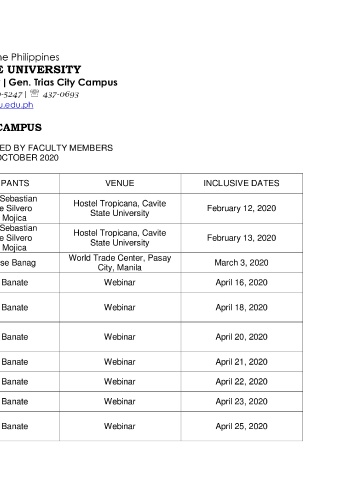 he Philippines
E UNIVERSITY
| Gen. Trias City Campus
-5247 | ☏ 437-0693
u.edu.ph
CAMPUS
ED BY FACULTY MEMBERS
OCTOBER 2020
PANTS VENUE INCLUSIVE DATES
Sebastian
e Silvero
Mojica
Hostel Tropicana, Cavite
State University
February 12, 2020
Sebastian
e Silvero
Mojica
Hostel Tropicana, Cavite
State University
February 13, 2020
se Banag
World Trade Center, Pasay
City, Manila
March 3, 2020
Banate Webinar April 16, 2020
Banate Webinar April 18, 2020
Banate Webinar April 20, 2020
Banate Webinar April 21, 2020
Banate Webinar April 22, 2020
Banate Webinar April 23, 2020
Banate Webinar April 25, 2020